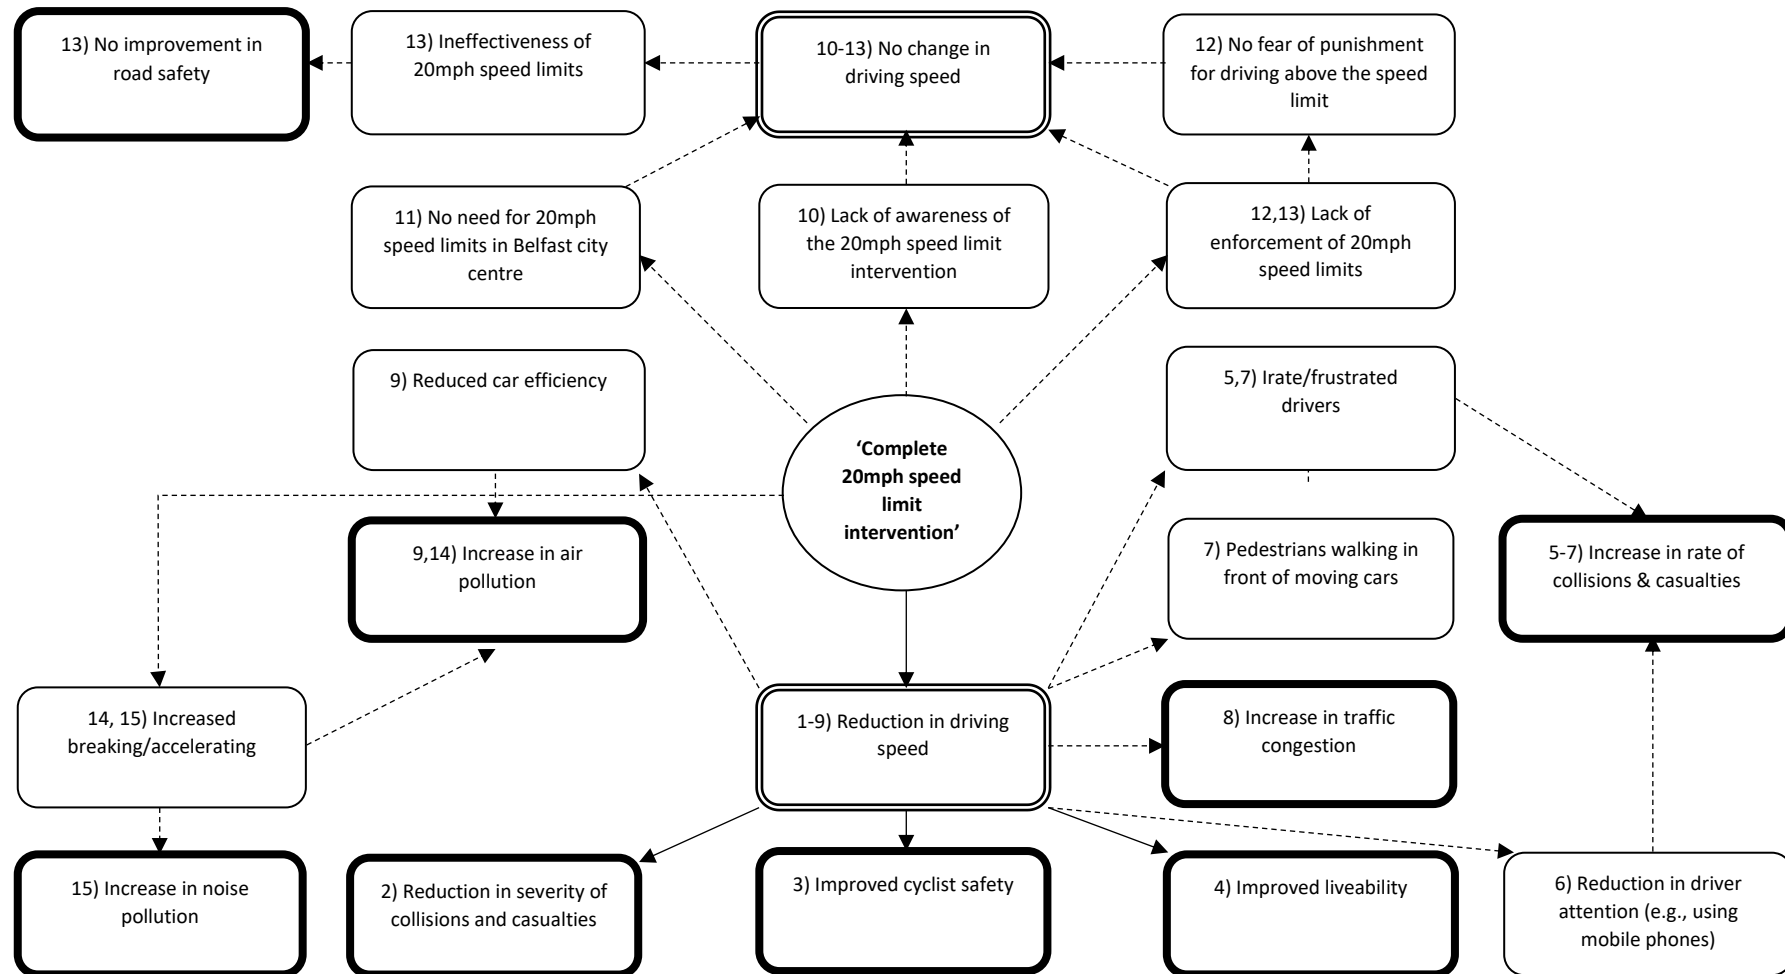 13) No improvement in
road safety
13) Ineffectiveness of
20mph speed limits
10-13) No change in
driving speed
12) No fear of punishment
for driving above the speed
limit
11) No need for 20mph
speed limits in Belfast city
centre
10) Lack of awareness of
the 20mph speed limit
intervention
12,13) Lack of
enforcement of 20mph
speed limits
9) Reduced car efficiency
5,7) Irate/frustrated
drivers
‘Complete
20mph speed
limit
intervention’
9,14) Increase in air
pollution
7) Pedestrians walking in
front of moving cars
5-7) Increase in rate of
collisions & casualties
14, 15) Increased
breaking/accelerating
1-9) Reduction in driving
speed
8) Increase in traffic
congestion
15) Increase in noise
pollution
2) Reduction in severity of
collisions and casualties
3) Improved cyclist safety
4) Improved liveability
6) Reduction in driver
attention (e.g., using
mobile phones)